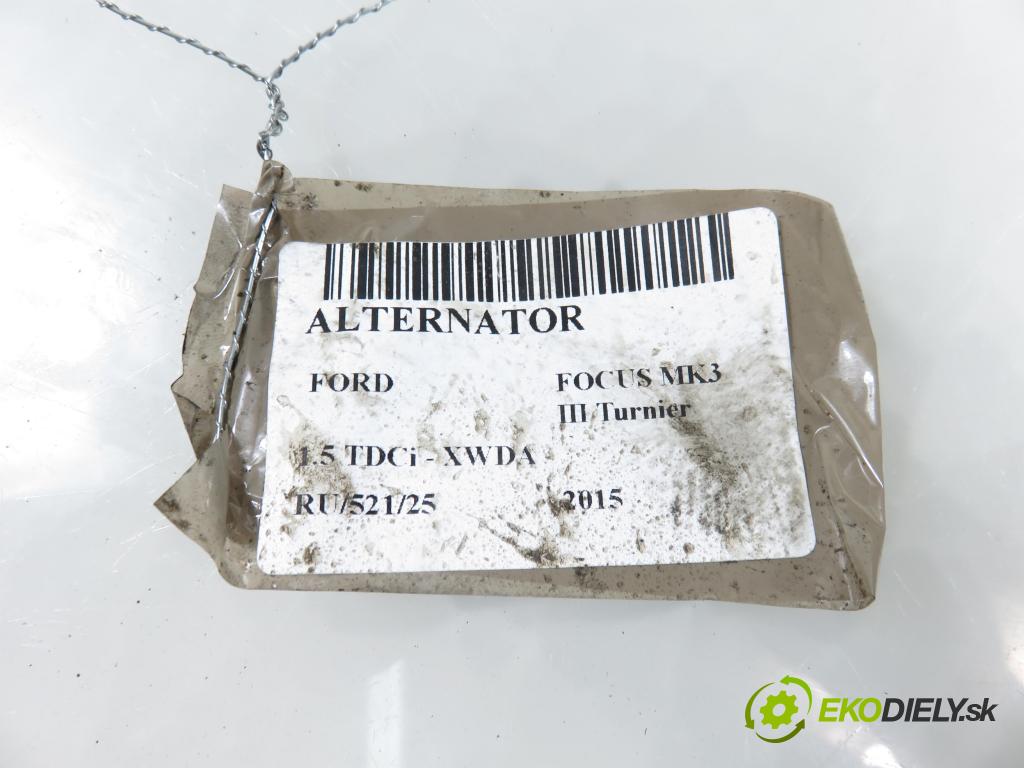 ALTERNATOR
FORD FOCUS MK3
III Turnier
1.5 TDCi - XWDA
RU/521/25 2015
EKODIELY.sk